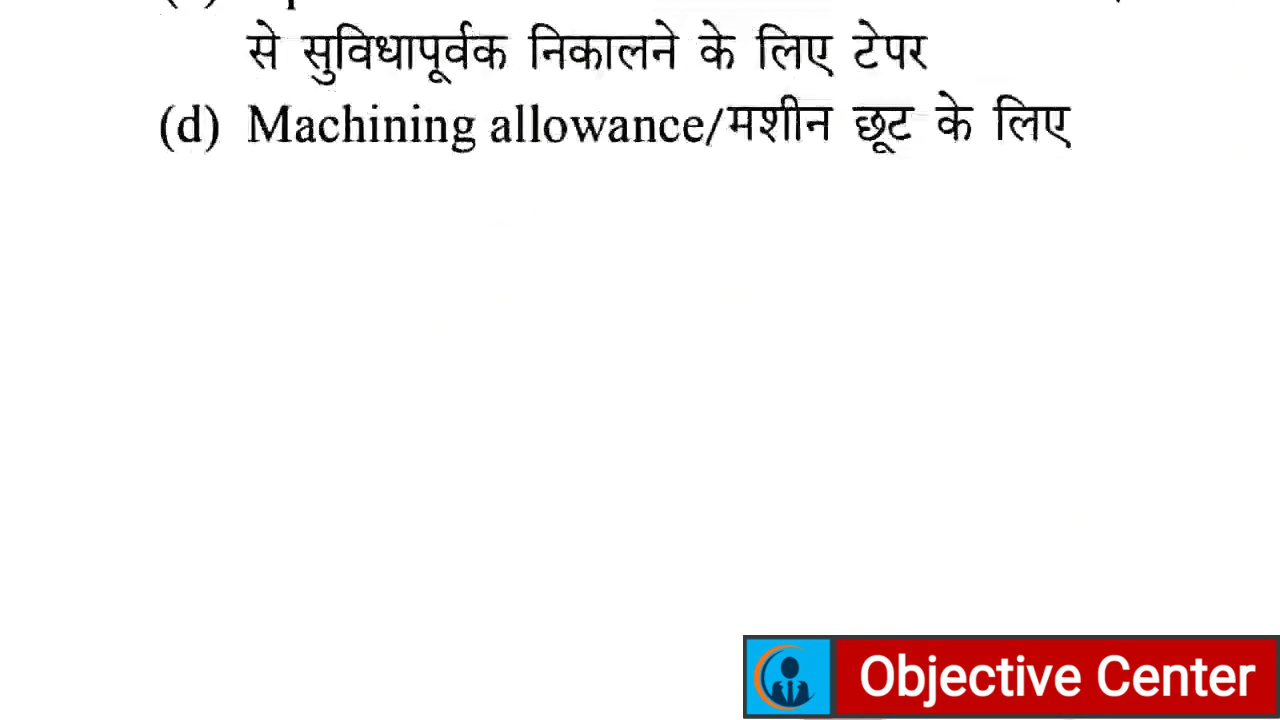 से सुविधापूर्वक निकालने के लिए टेपर
(d) Machining allowance/मशीन छूट के लिए
Objective Center